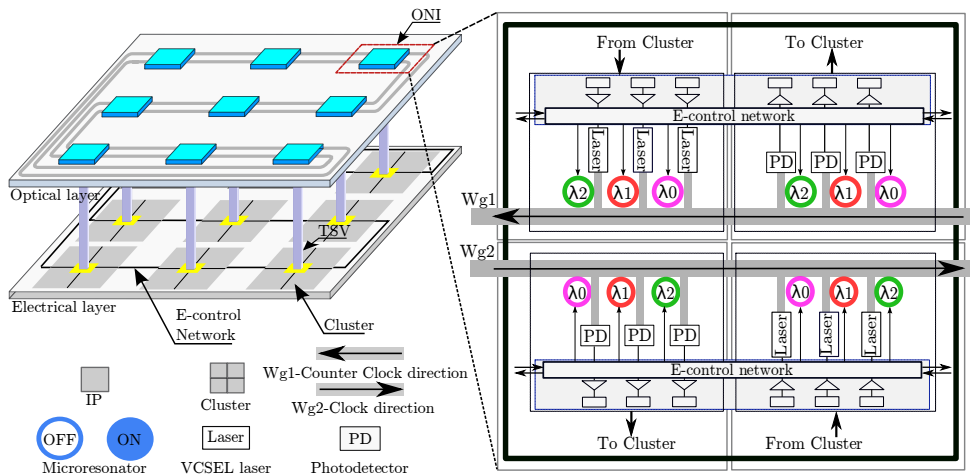 ONI
Optical layer
TSV
Electrical layer
E-control
Network
Cluster
IP
Cluster
Wg1-Counter Clock direction
Wg2-Clock direction
OFF
ON
Microresonator
Laser
VCSEL laser
PD
Photodetector
From Cluster
To Cluster
E-control network
Laser
Laser
Laser
PD
PD
PD
λ2
λ1
λ0
λ2
λ1
λ0
Wg1
Wg2
λ0
λ1
λ2
λ0
λ1
λ2
PD
PD
PD
Laser
Laser
Laser
E-control network
To Cluster
From Cluster